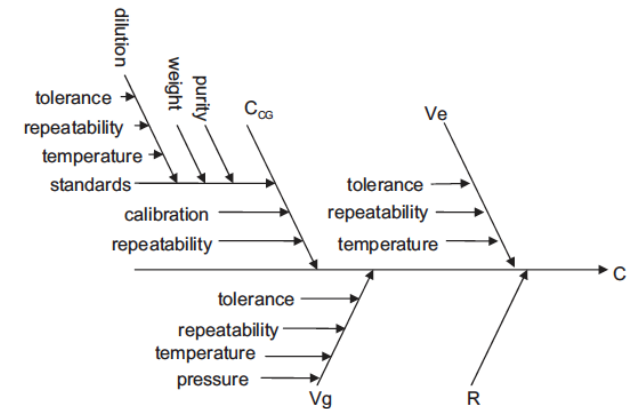 dilution
weight
purity
C_CG
Ve
tolerance
repeatability
temperature
standards
calibration
repeatability
tolerance
repeatability
temperature
C
tolerance
repeatability
temperature
pressure
Vg
R